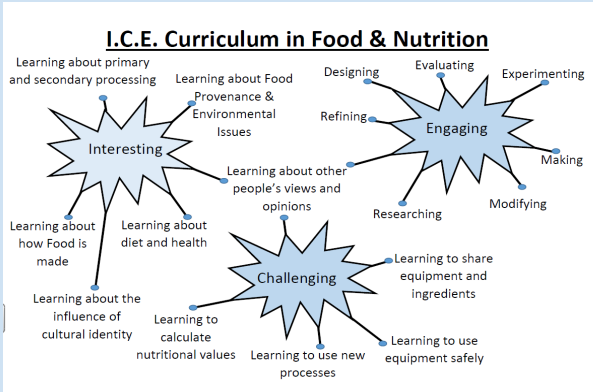 I.C.E. Curriculum in Food & Nutrition
Learning about primary
and secondary processing
Learning about Food
Provenance &
Environmental
Issues
Interesting
Learning about
how Food is
made
Learning about
diet and health
Learning about the
influence of
cultural identity
Learning about other
people's views and
opinions
Designing
Evaluating
Experimenting
Refining
Engaging
Making
Modifying
Researching
Challenging
Learning to share
equipment and
ingredients
Learning to
calculate
nutritional values
Learning to use new
processes
Learning to use
equipment safely